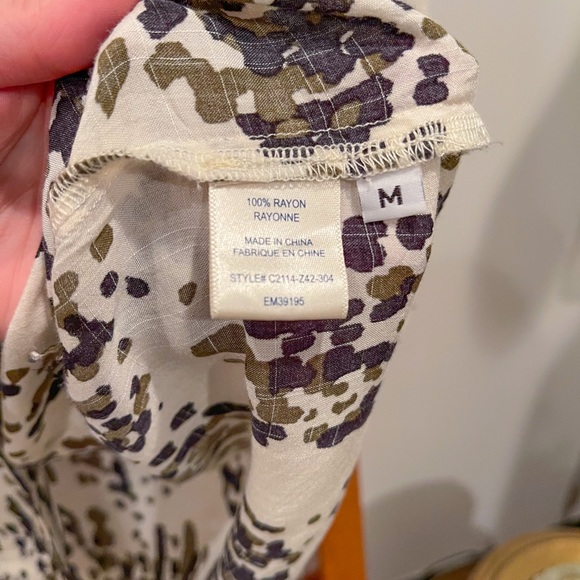 100% RAYON
RAYONNE
MADE IN CHINA
FABRIQUE EN CHINE
STYLE# C2114-Z42-304
EM39195
M